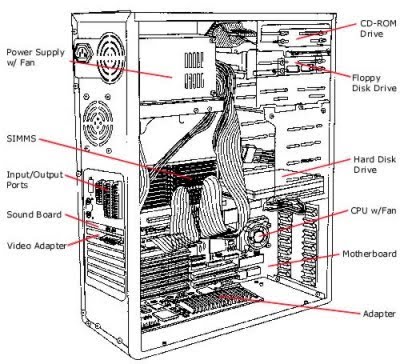 Power Supply
w/ Fan
SIMMS
Input/Output
Ports
Sound Board
Video Adapter
CD-ROM
Drive
Floppy
Disk Drive
Hard Disk
Drive
CPU w/Fan
Motherboard
Adapter